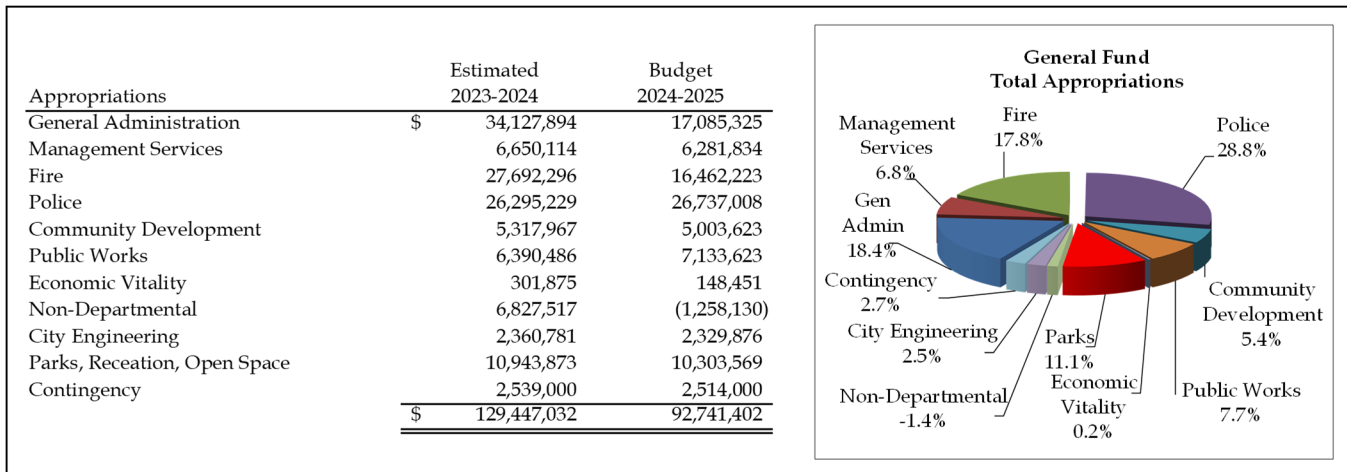 Estimated Budget
Appropriations 2023-2024 2024-2025
General Administration $ 34,127,894 17,085,325
Management Services 6,650,114 6,281,834
Fire 27,692,296 16,462,223
Police 26,295,229 26,737,008
Community Development 5,317,967 5,003,623
Public Works 6,390,486 7,133,623
Economic Vitality 301,875 148,451
Non-Departmental 6,827,517 (1,258,130)
City Engineering 2,360,781 2,329,876
Parks, Receation, Open Space 10,943,873 10,303,569
Contingency 2,539,000 2,514,000
$ 129,447,032 92,741,402
General Fund
Total Appropriations
Fire
17.8%
Police
28.8%
Management
Services
6.8%
Gen
Admin
18.4%
Contingency
2.7%
City Engineering
2.5%
Non-Departmental
-1.4%
Parks
11.1%
Economic
Vitality
0.2%
Public Works
7.7%
Community
Development
5.4%